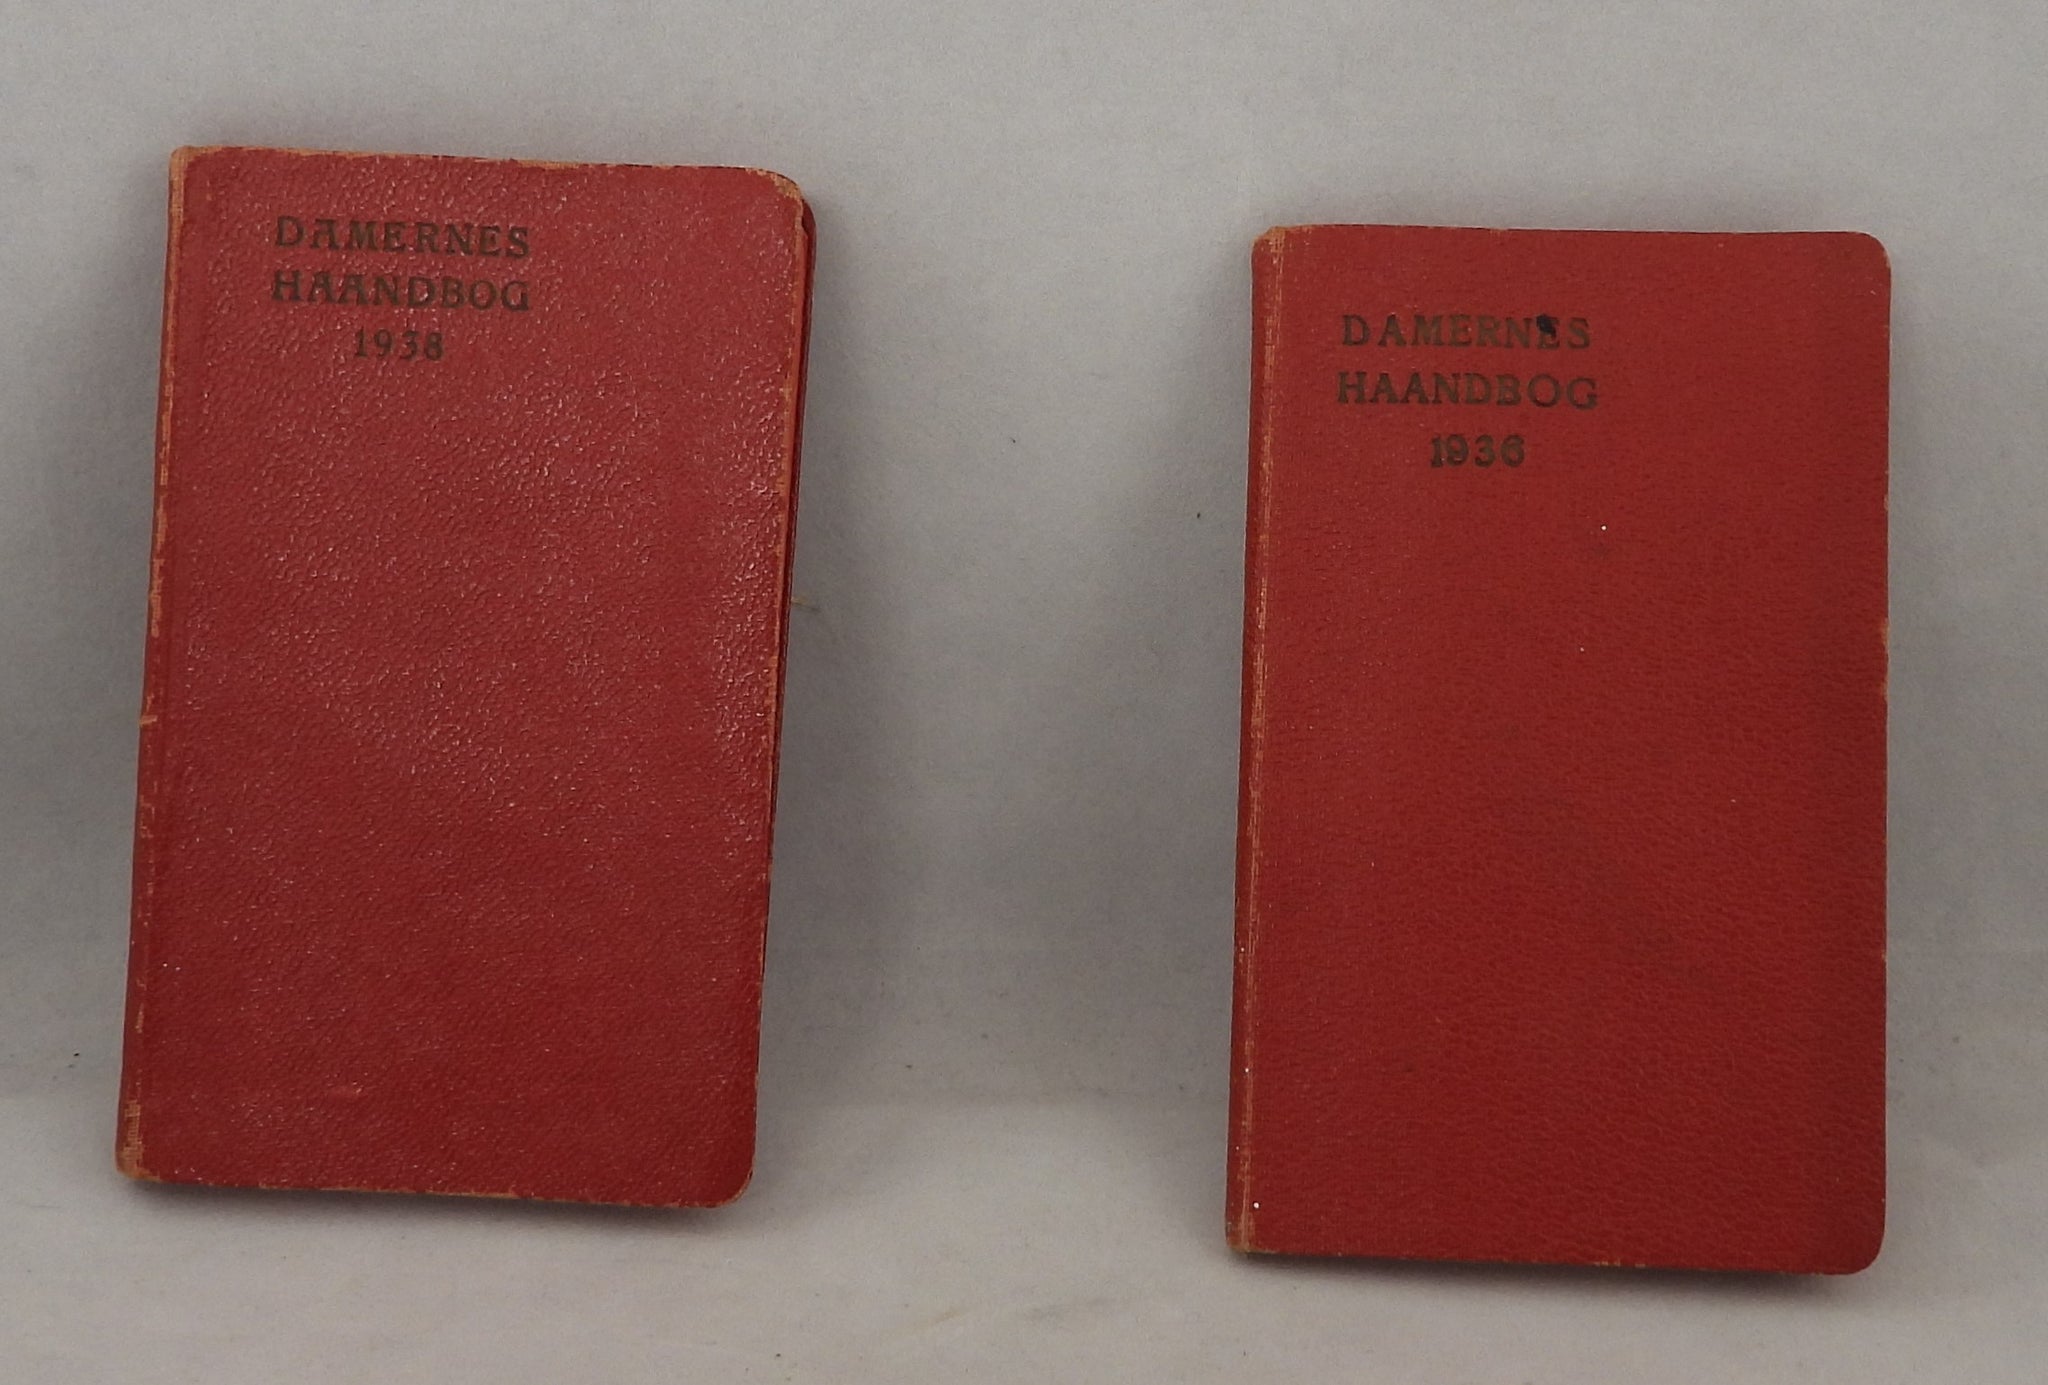 DAMERNES
HAANDBOG
1938
DAMERNES
HAANDBOG
1936